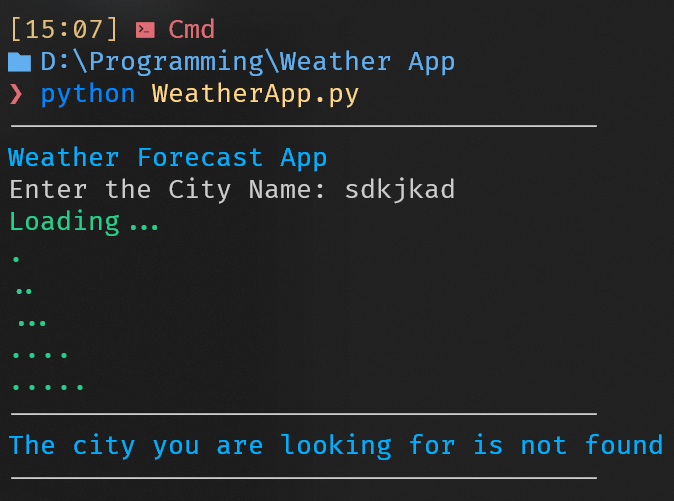 [15:07] Cmd
D:\Programming\Weather App
❯ python WeatherApp.py
Weather Forecast App
Enter the City Name: sdkjkad
Loading...
.
..
...
....
.....
The city you are looking for is not found